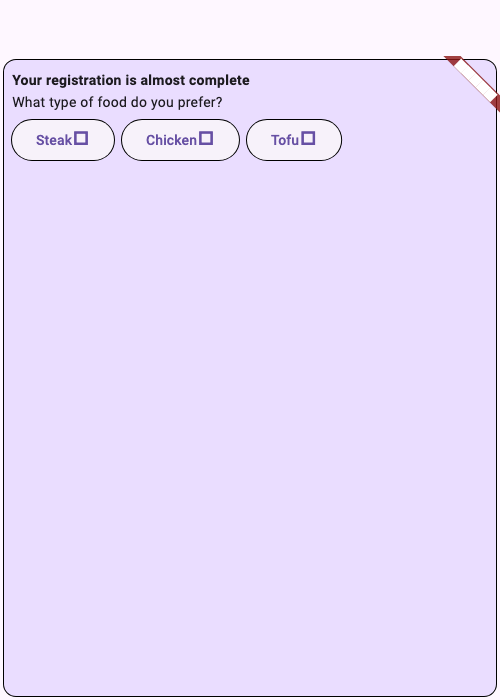 Your registration is almost complete
What type of food do you prefer?
Steak Chicken Tofu